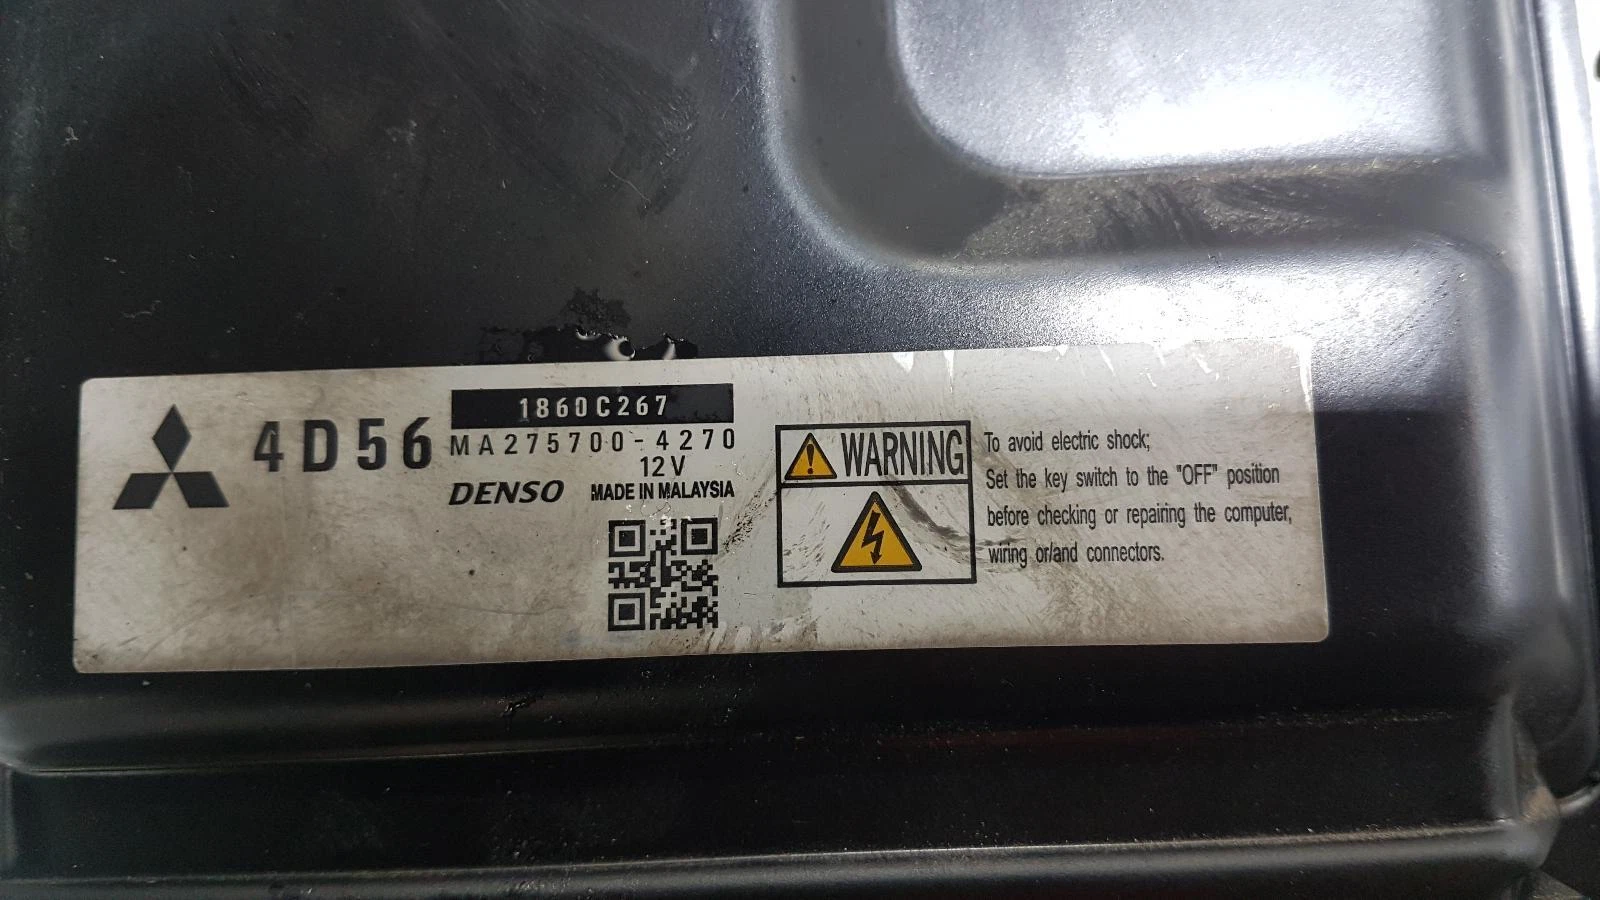 4D56
1860C267
MA275700-4270
12V
DENSO MADE IN MALAYSIA
WARNING
To avoid electric shock;
Set the key switch to the "OFF" position
before checking or repairing the computer,
wiring or/and connectors.